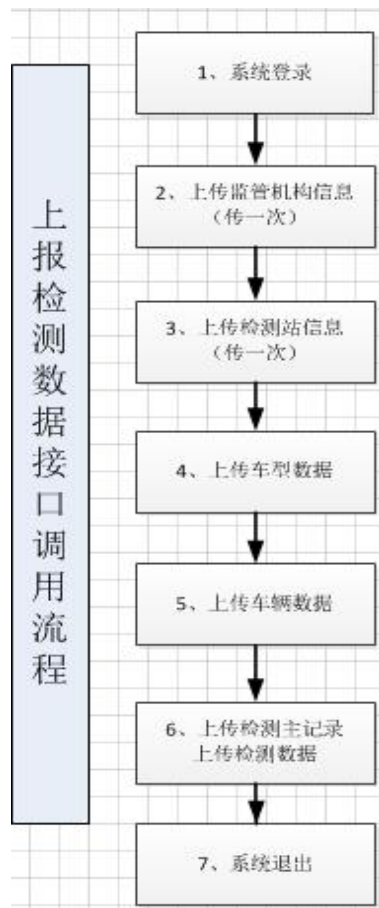 上报检测数据接口调用流程
1、系统登录
2、上传监管机构信息
（传一次）
3、上传检测站信息
（传一次）
4、上传车型数据
5、上传车辆数据
6、上传检测主记录
上传检测数据
7、系统退出